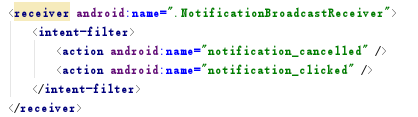 <receiver android:name=".NotificationBroadcastReceiver">
<intent-filter>
<action android:name="notification_cancelled" />
<action android:name="notification_clicked" />
</intent-filter>
</receiver>